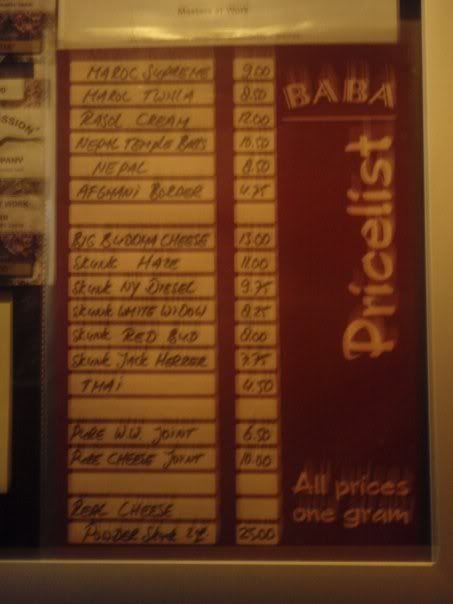 Masters at Work
BABA
Pricelist
MAROC SUPREME 9.00
MAROC TWILA 8.50
RASOL CREAM 12.00
NEPAL TEMPLE BALLS 10.50
NEPAL 8.50
AFGHANI BORDER 4.75
BIG BUDDHA CHEESE 13.00
SKUNK HAZE 11.00
SKUNK NY DIESEL 9.75
SKUNK WHITE WIDOW 8.25
SKUNK RED BUD 8.00
SKUNK JACK HERRER 7.75
THAI 4.50
PURE W.W. JOINT 6.50
PURE CHEESE JOINT 10.00
REAL CHEESE
POLDER SKUNK 25.00
All prices
one gram